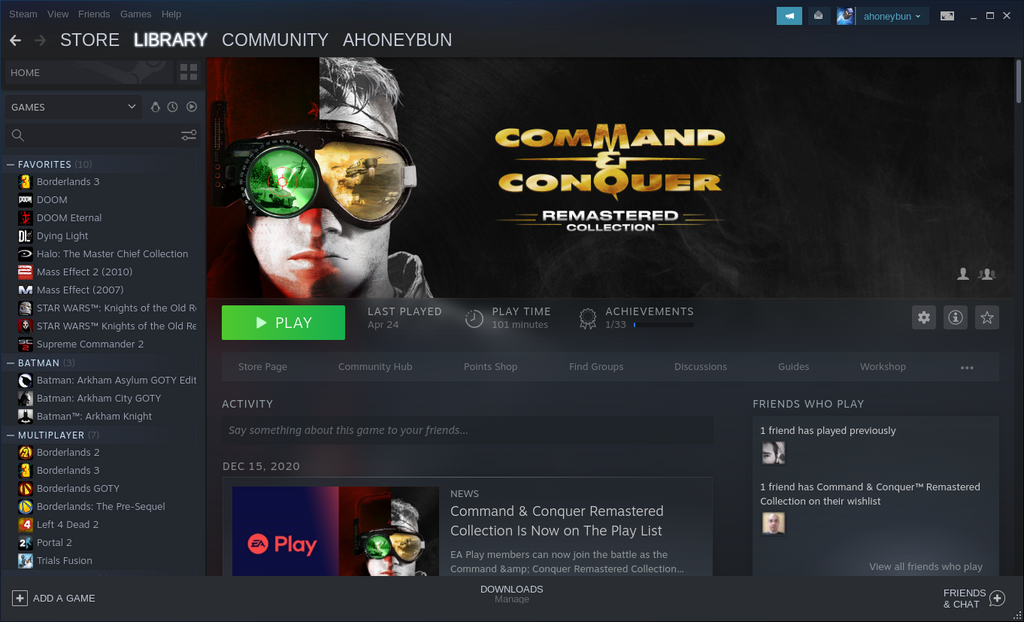 Steam View Friends Games Help
ahoneybun
STORE LIBRARY COMMUNITY AHONEYBUN
HOME
GAMES
FAVORITES (10)
Borderlands 3
DOOM
DOOM Eternal
Dying Light
Halo: The Master Chief Collection
Mass Effect 2 (2010)
Mass Effect (2007)
STAR WARS™: Knights of the Old R
STAR WARS™ Knights of the Old Re
Supreme Commander 2
BATMAN (3)
Batman: Arkham Asylum GOTY Edit
Batman: Arkham City GOTY
Batman™: Arkham Knight
MULTIPLAYER (7)
Borderlands 2
Borderlands 3
Borderlands GOTY
Borderlands: The Pre-Sequel
Left 4 Dead 2
Portal 2
Trials Fusion
COMMAND
&
CONQUER
REMASTERED
COLLECTION
PLAY
LAST PLAYED
Apr 24
PLAY TIME
101 minutes
ACHIEVEMENTS
1/33
Store Page Community Hub Points Shop Find Groups Discussions Guides Workshop
ACTIVITY
Say something about this game to your friends...
DEC 15, 2020
EA Play
NEWS
Command & Conquer Remastered
Collection Is Now on The Play List
EA Play members can now join the battle as the
Command &amp; Conquer Remastered Collection...
FRIENDS WHO PLAY
1 friend has played previously
1 friend has Command & Conquer™ Remastered
Collection on their wishlist
View all friends who play
ADD A GAME
DOWNLOADS
Manage
FRIENDS
& CHAT